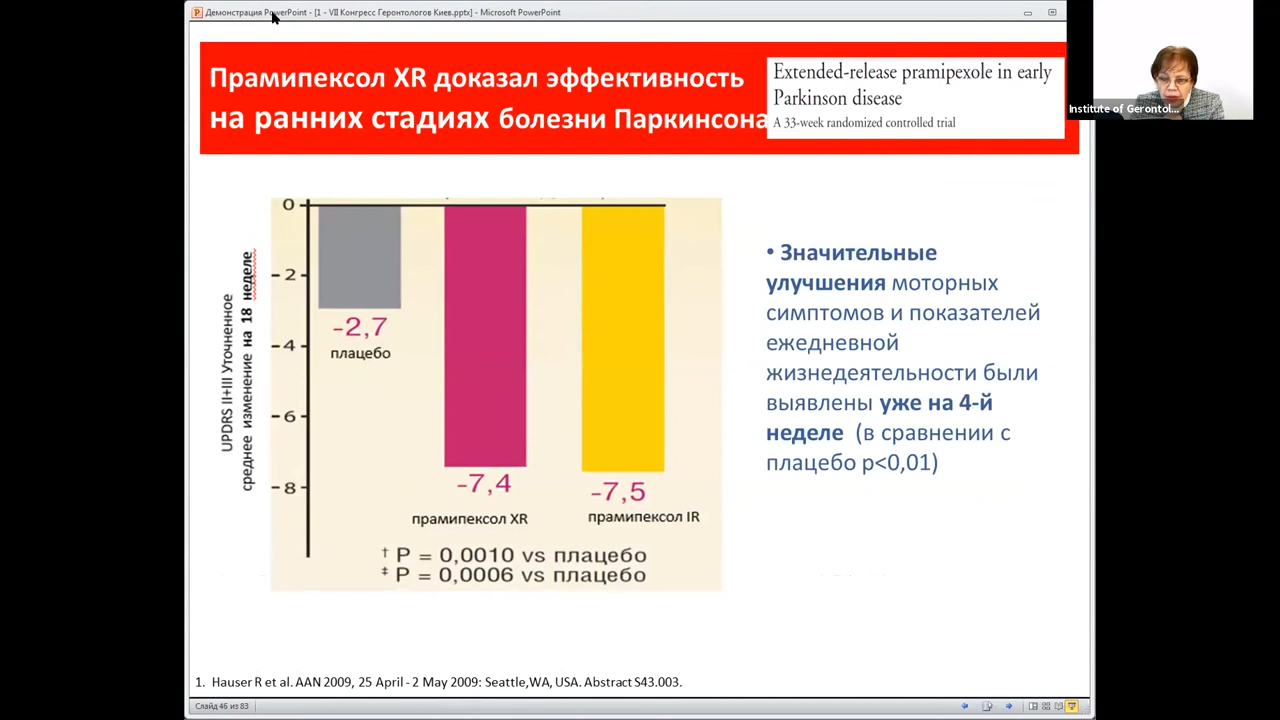 Демонстрация PowerPoint - [1 - VII Конгресс Геронтологов Киев.pptx] - Microsoft PowerPoint
Прамипексол XR доказал эффективность
на ранних стадиях болезни Паркинсона
Extended-release pramipexole in early
Parkinson disease
A 33-week randomized controlled trial
Institute of Gerontol...
UPDRS II+III Уточненное
среднее изменение на 18 неделе
0
-2
-4
-6
-8
-2,7
плацебо
-7,4
прамипексол XR
-7,5
прамипексол IR
† P = 0,0010 vs плацебо
‡ P = 0,0006 vs плацебо
• Значительные
улучшения моторных
симптомов и показателей
ежедневной
жизнедеятельности были
выявлены уже на 4-й
неделе (в сравнении с
плацебо p<0,01)
1. Hauser R et al. AAN 2009, 25 April - 2 May 2009: Seattle,WA, USA. Abstract S43.003.
Слайд 46 из 83